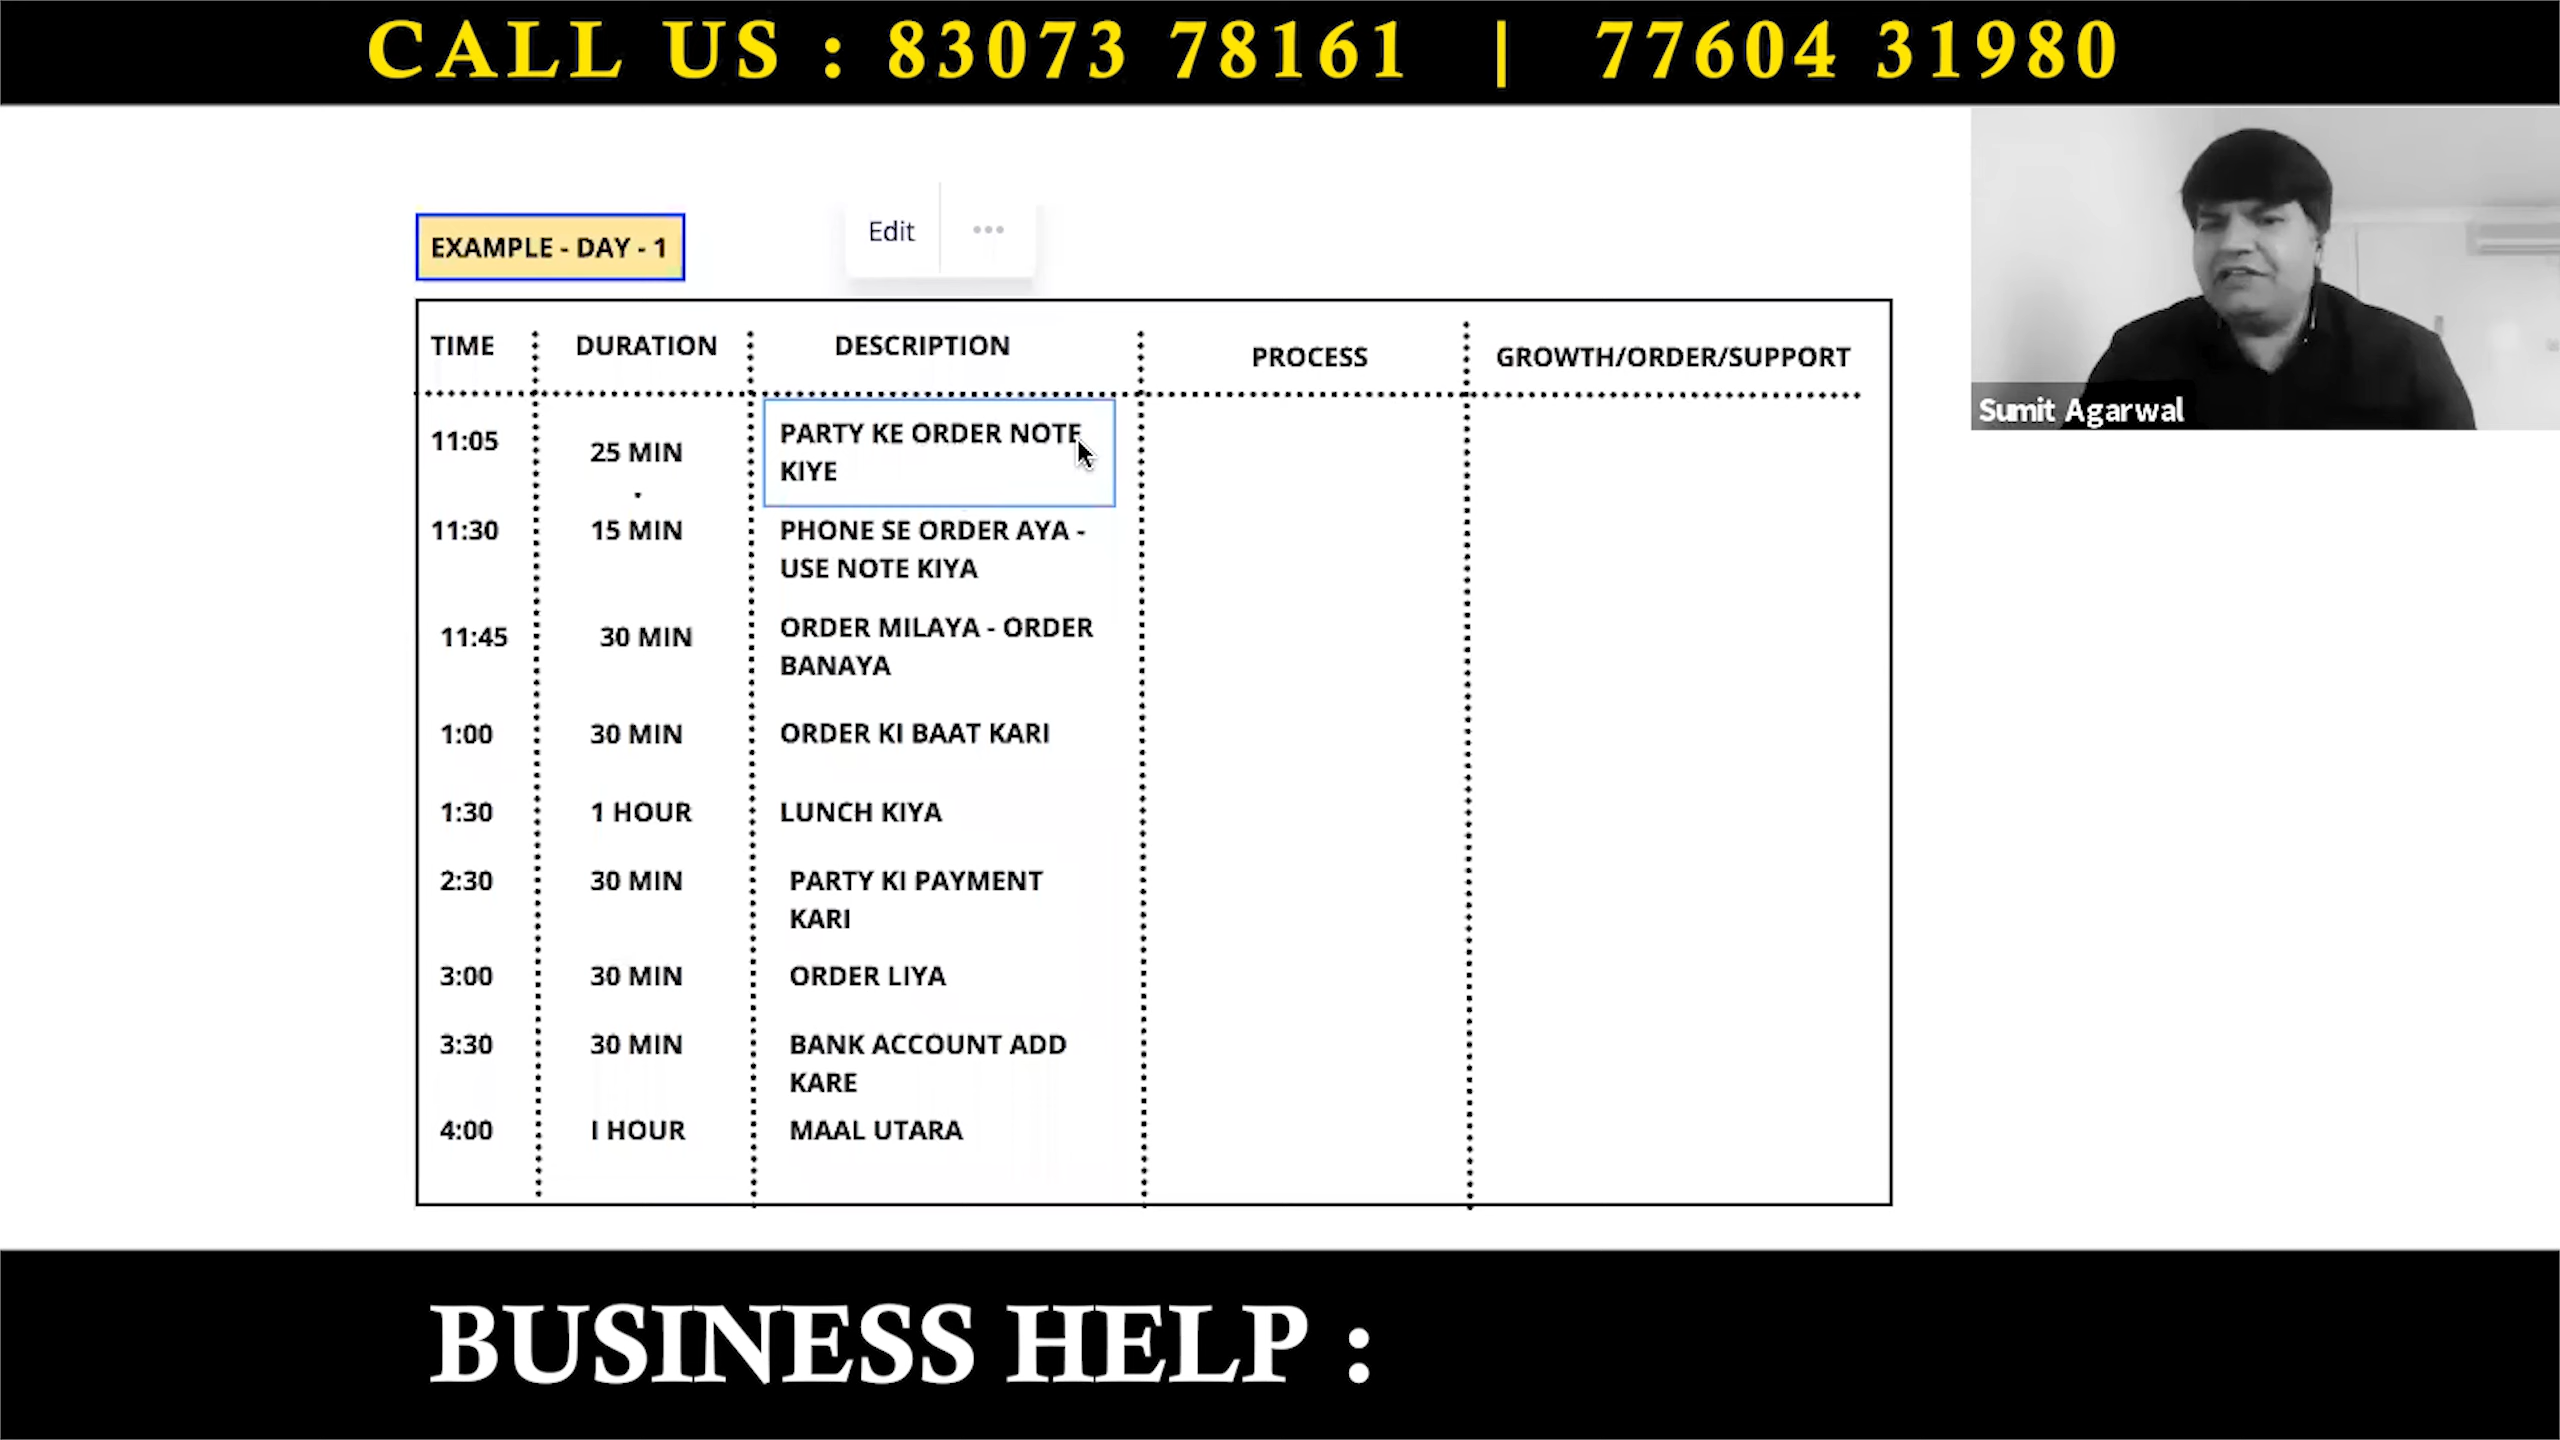 CALL US : 83073 78161 | 77604 31980
EXAMPLE - DAY - 1
Edit
TIME DURATION DESCRIPTION PROCESS GROWTH/ORDER/SUPPORT
11:05 25 MIN PARTY KE ORDER NOTE
KIYE
11:30 15 MIN PHONE SE ORDER AYA -
USE NOTE KIYA
11:45 30 MIN ORDER MILAYA - ORDER
BANAYA
1:00 30 MIN ORDER KI BAAT KARI
1:30 1 HOUR LUNCH KIYA
2:30 30 MIN PARTY KI PAYMENT
KARI
3:00 30 MIN ORDER LIYA
3:30 30 MIN BANK ACCOUNT ADD
KARE
4:00 I HOUR MAAL UTARA
Sumit Agarwal
BUSINESS HELP :